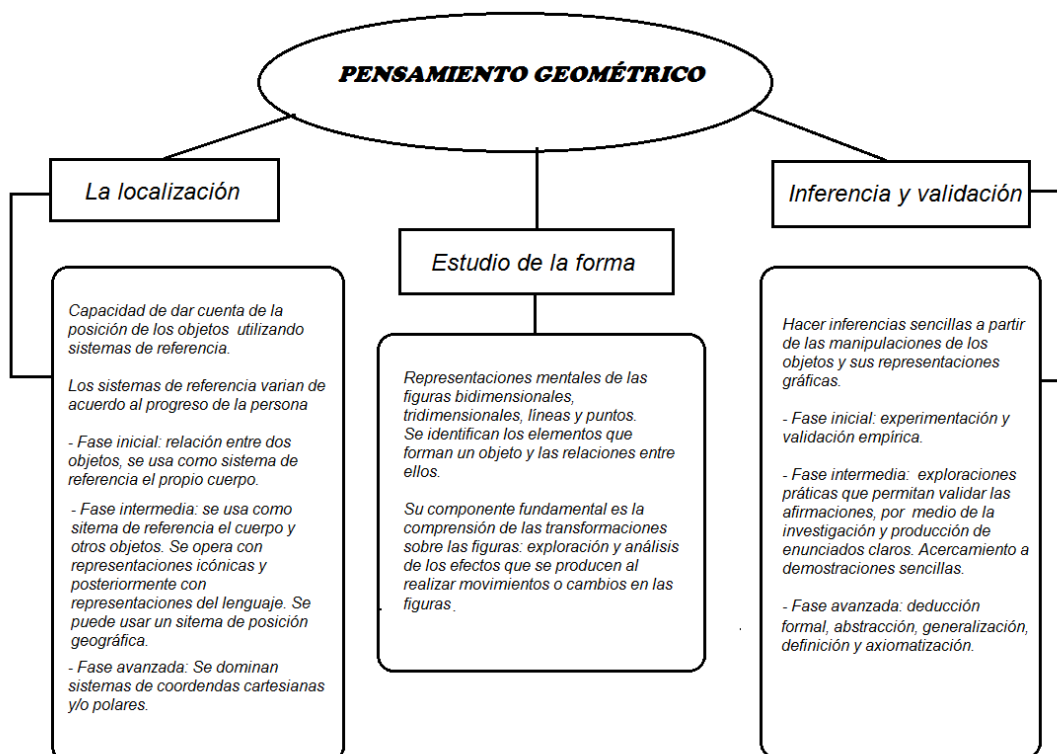 PENSAMIENTO GEOMÉTRICO
La localización
Capacidad de dar cuenta de la
posición de los objetos utilizando
sistemas de referencia.
Los sistemas de referencia varian de
acuerdo al progreso de la persona
- Fase inicial: relación entre dos
objetos, se usa como sistema de
referencia el propio cuerpo.
- Fase intermedia: se usa como
sitema de referencia el cuerpo y
otros objetos. Se opera con
representaciones icónicas y
posteriormente con
representaciones del lenguaje. Se
puede usar un sitema de posición
geográfica.
- Fase avanzada: Se dominan
sistemas de coordendas cartesianas
y/o polares.
Estudio de la forma
Representaciones mentales de las
figuras bidimensionales,
tridimensionales, líneas y puntos.
Se identifican los elementos que
forman un objeto y las relaciones entre
ellos.
Su componente fundamental es la
comprensión de las transformaciones
sobre las figuras: exploración y análisis
de los efectos que se producen al
realizar movimientos o cambios en las
figuras.
Inferencia y validación
Hacer inferencias sencillas a partir
de las manipulaciones de los
objetos y sus representaciones
gráficas.
- Fase inicial: experimentación y
validación empírica.
- Fase intermedia: exploraciones
práticas que permitan validar las
afirmaciones, por medio de la
investigación y producción de
enunciados claros. Acercamiento a
demostraciones sencillas.
- Fase avanzada: deducción
formal, abstracción, generalización,
definición y axiomatización.